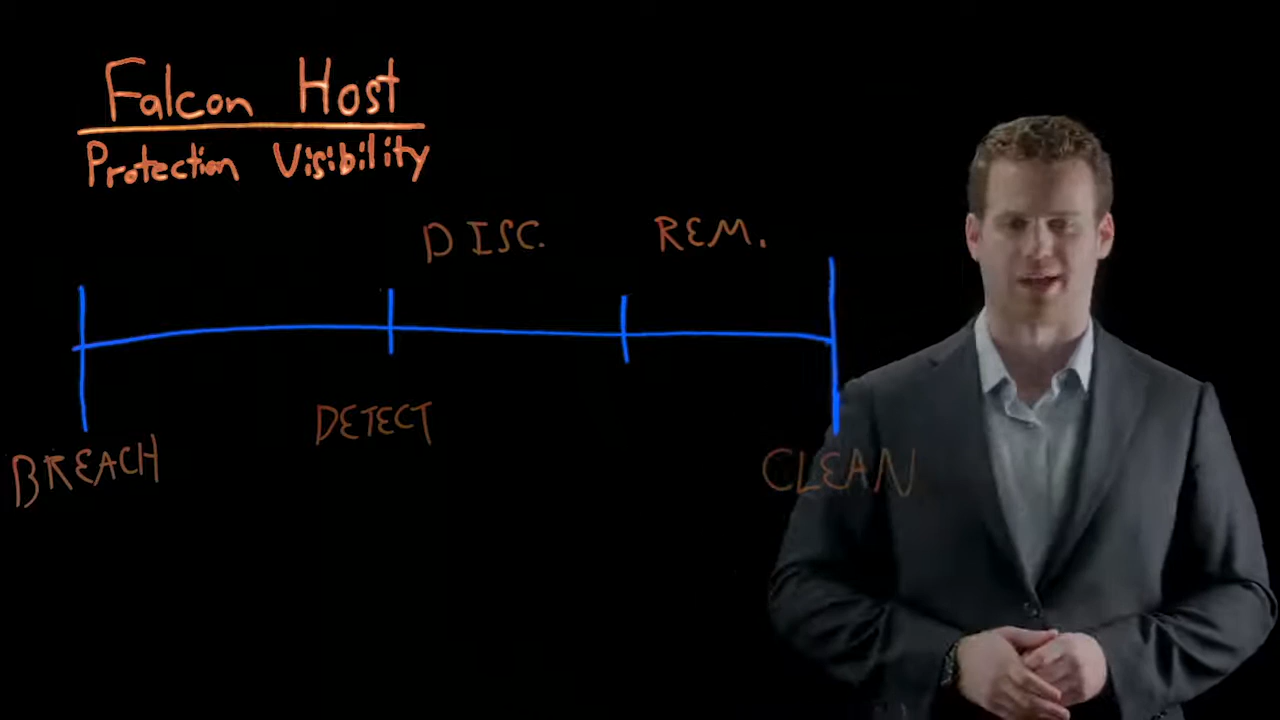 Falcon Host
Protection Visibility
DISC. REM.
DETECT
BREACH
CLEAN